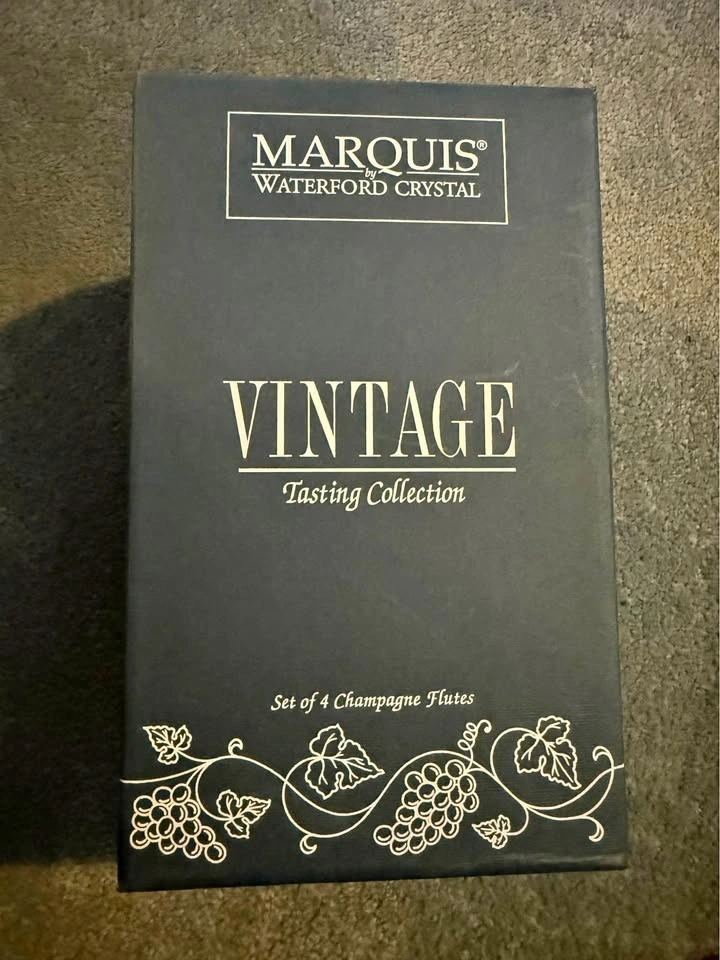 MARQUIS®
by
WATERFORD CRYSTAL
VINTAGE
Tasting Collection
Set of 4 Champagne Flutes